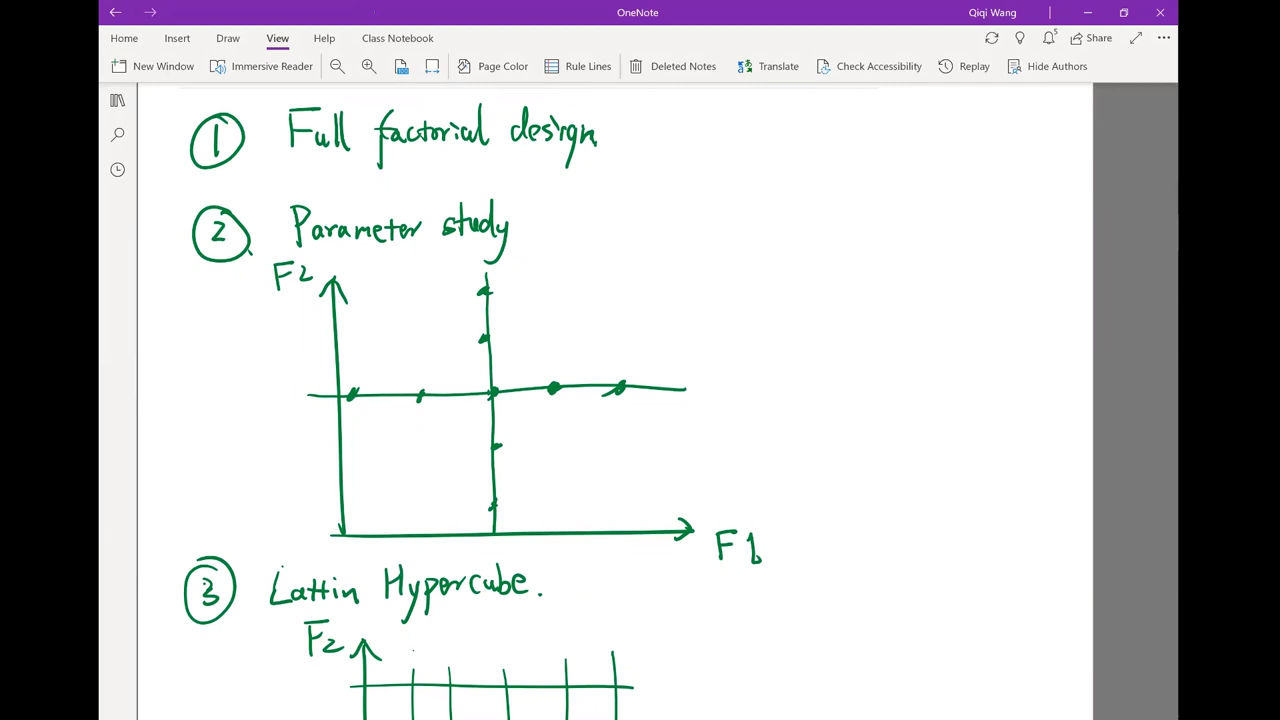 OneNote
Qiqi Wang
Home Insert Draw View Help Class Notebook
5
Share
New Window Immersive Reader Page Color Rule Lines Deleted Notes Translate Check Accessibility Replay Hide Authors
1 Full factorial design
2 Parameter study
F2
F1
3 Lattin Hypercube.
F2